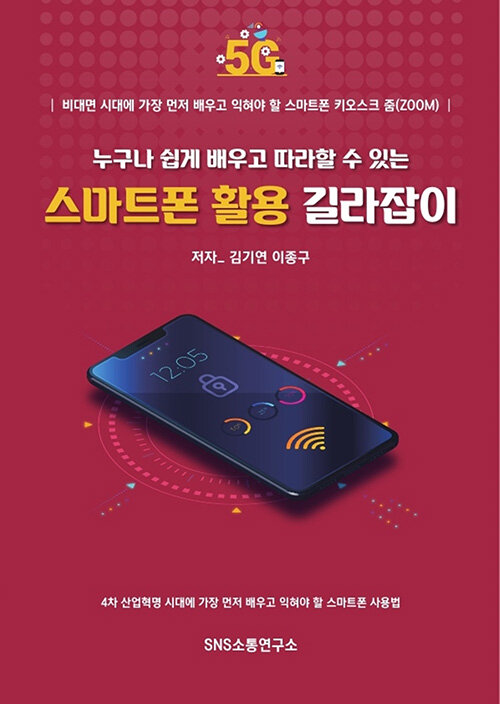 5G
| 비대면 시대에 가장 먼저 배우고 익혀야 할 스마트폰 키오스크 줌(ZOOM) |
누구나 쉽게 배우고 따라할 수 있는
스마트폰 활용 길라잡이
저자_ 김기연 이종구
12:05
4차 산업혁명 시대에 가장 먼저 배우고 익혀야 할 스마트폰 사용법
SNS소통연구소